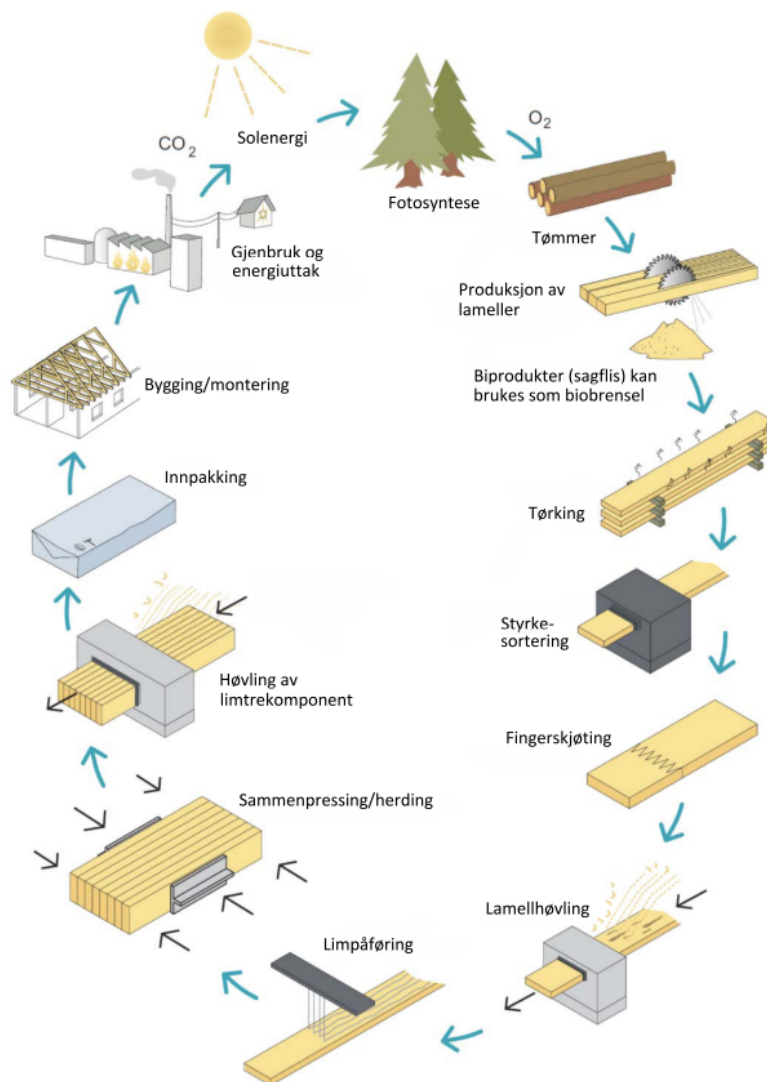 Solenergi
Fotosyntese
O₂
Tømmer
Produksjon av
lameller
Biprodukter (sagflis) kan
brukes som biobrensel
Tørking
Styrke-
sortering
Fingerskjøting
Lamellhøvling
Limpåføring
Sammenpressing/herding
Høvling av
limtrekomponent
Innpakking
Bygging/montering
Gjenbruk og
energiuttak
CO₂